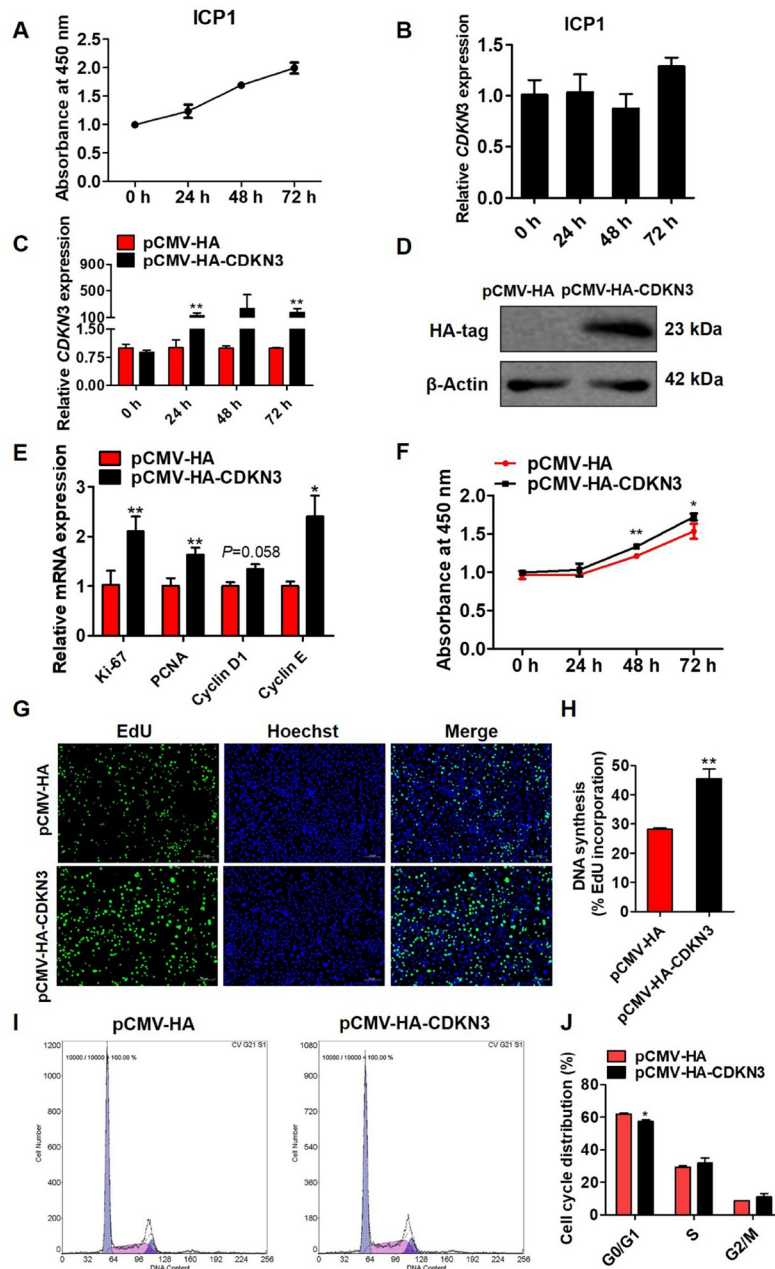 A
ICP1
Absorbance at 450 nm
2.5
2.0
1.5
1.0
0.5
0.0
0 h 24 h 48 h 72 h
B
ICP1
Relative CDKN3 expression
1.5
1.0
0.5
0.0
0 h 24 h 48 h 72 h
C
pCMV-HA
pCMV-HA-CDKN3
Relative CDKN3 expression
900
500
100
1.50
0.75
0.00
** **
0 h 24 h 48 h 72 h
D
pCMV-HA pCMV-HA-CDKN3
HA-tag 23 kDa
β-Actin 42 kDa
E
pCMV-HA
pCMV-HA-CDKN3
Relative mRNA expression
3
2
1
0
** ** P=0.058 *
Ki-67 PCNA Cyclin D1 Cyclin E
F
pCMV-HA
pCMV-HA-CDKN3
Absorbance at 450 nm
2.0
1.5
1.0
0.5
0.0
** *
0 h 24 h 48 h 72 h
G
EdU Hoechst Merge
pCMV-HA
pCMV-HA-CDKN3
H
DNA synthesis
(% EdU incorporation)
50
40
30
20
10
0
**
pCMV-HA pCMV-HA-CDKN3
I
pCMV-HA
CV G21 S1
10000 / 10000 = 100.00 %
Cell Number
1200
1000
800
600
400
200
0
0 32 64 96 128 160 192 224 256
DNA Content
pCMV-HA-CDKN3
CV G21 S1
10000 / 10000 = 100.00 %
Cell Number
1080
900
720
540
360
180
0
0 32 64 96 128 160 192 224 256
DNA Content
J
pCMV-HA
pCMV-HA-CDKN3
Cell cycle distribution (%)
80
60
40
20
0
*
G0/G1 S G2/M